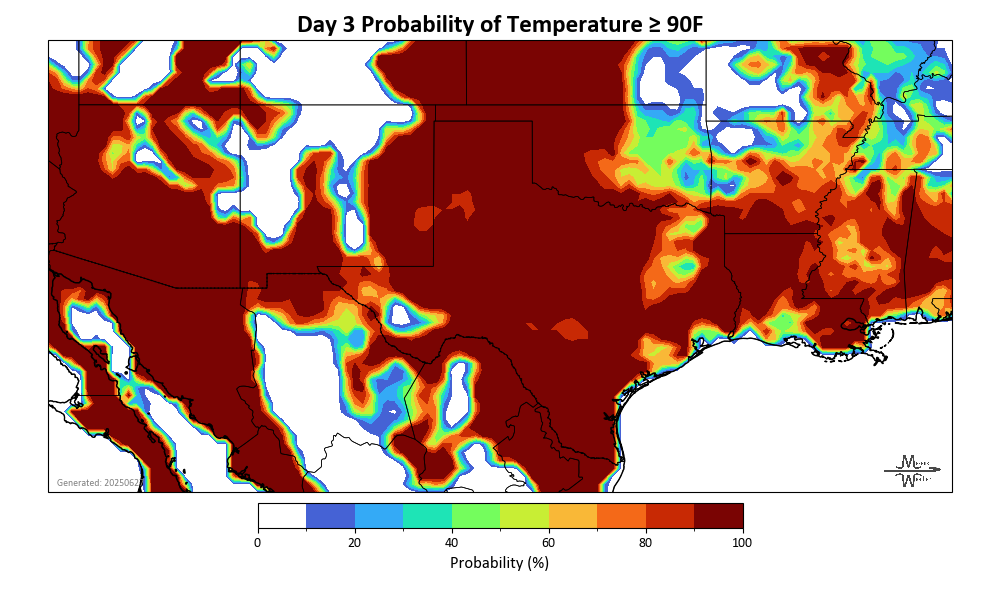 Day 3 Probability of Temperature ≥ 90F
Generated: 2025062
0 20 40 60 80 100
Probability (%)